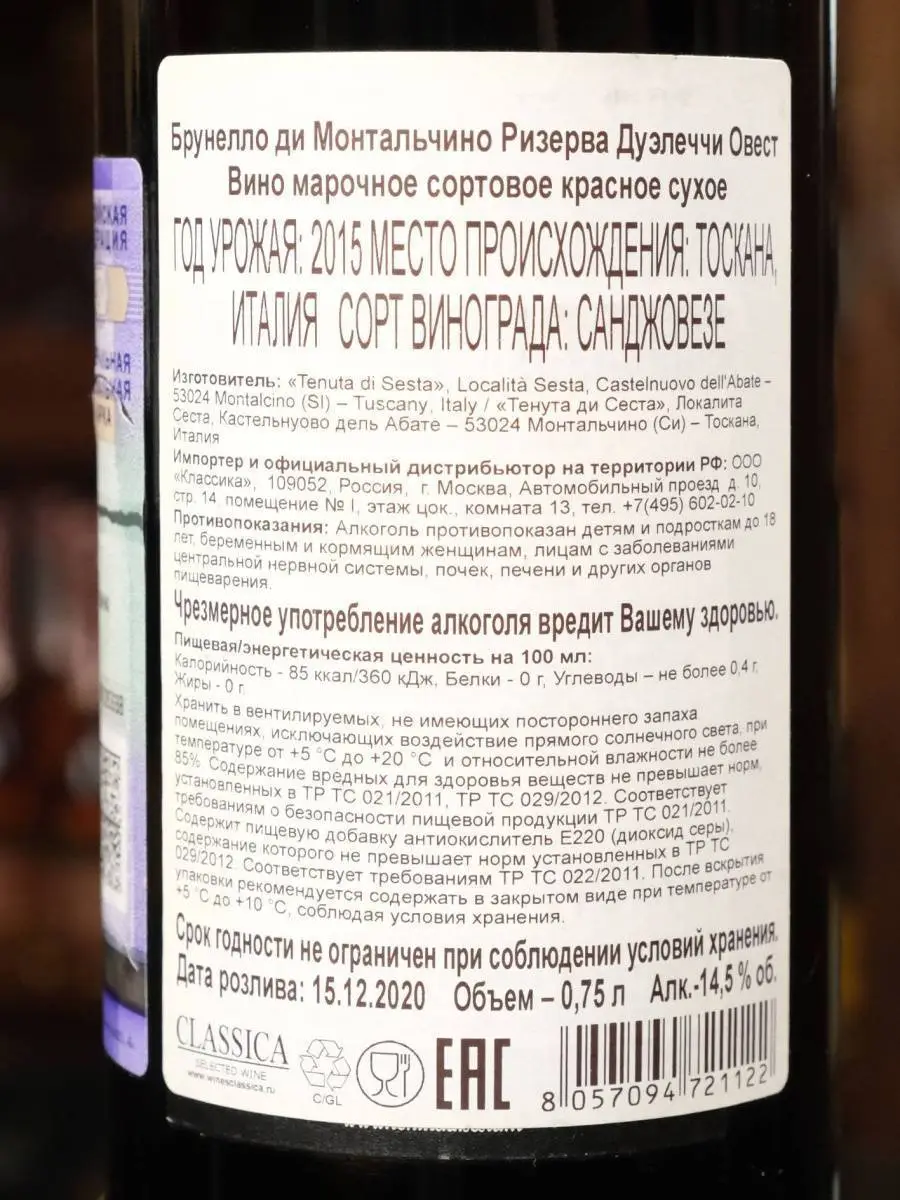 Брунелло ди Монтальчино Ризерва Дуэлеччи Овест
Вино марочное сортовое красное сухое
ГОД УРОЖАЯ: 2015 МЕСТО ПРОИСХОЖДЕНИЯ: ТОСКАНА,
ИТАЛИЯ СОРТ ВИНОГРАДА: САНДЖОВЕЗЕ
Изготовитель: «Tenuta di Sesta», Località Sesta, Castelnuovo dell'Abate –
53024 Montalcino (SI) – Tuscany, Italy / «Тенута ди Сеста», Локалита
Сеста, Кастельнуово дель Абате – 53024 Монтальчино (Си) – Тоскана,
Италия
Импортер и официальный дистрибьютор на территории РФ: ООО
«Классика», 109052, Россия, г. Москва, Автомобильный проезд д. 10,
стр. 14, помещение № I, этаж цок., комната 13, тел. +7(495) 602-02-10
Противопоказания: Алкоголь противопоказан детям и подросткам до 18
лет, беременным и кормящим женщинам, лицам с заболеваниями
центральной нервной системы, почек, печени и других органов
пищеварения.
Чрезмерное употребление алкоголя вредит Вашему здоровью.
Пищевая/энергетическая ценность на 100 мл:
Калорийность - 85 ккал/360 кДж, Белки - 0 г, Углеводы – не более 0,4 г,
Жиры - 0 г.
Хранить в вентилируемых, не имеющих постороннего запаха
помещениях, исключающих воздействие прямого солнечного света, при
температуре от +5 °C до +20 °C и относительной влажности не более
85%. Содержание вредных для здоровья веществ не превышает норм,
установленных в ТР ТС 021/2011, ТР ТС 029/2012. Соответствует
требованиям о безопасности пищевой продукции ТР ТС 021/2011.
Содержит пищевую добавку антиокислитель Е220 (диоксид серы),
содержание которого не превышает норм установленных в ТР ТС
029/2012. Соответствует требованиям ТР ТС 022/2011. После вскрытия
упаковки рекомендуется содержать в закрытом виде при температуре от
+5 °C до +10 °C, соблюдая условия хранения.
Срок годности не ограничен при соблюдении условий хранения.
Дата розлива: 15.12.2020 Объем – 0,75 л Алк.-14,5 % об.
CLASSICA
SELECTED WINE
www.winesclassica.ru
C/GL
EAC
8 057094 721122